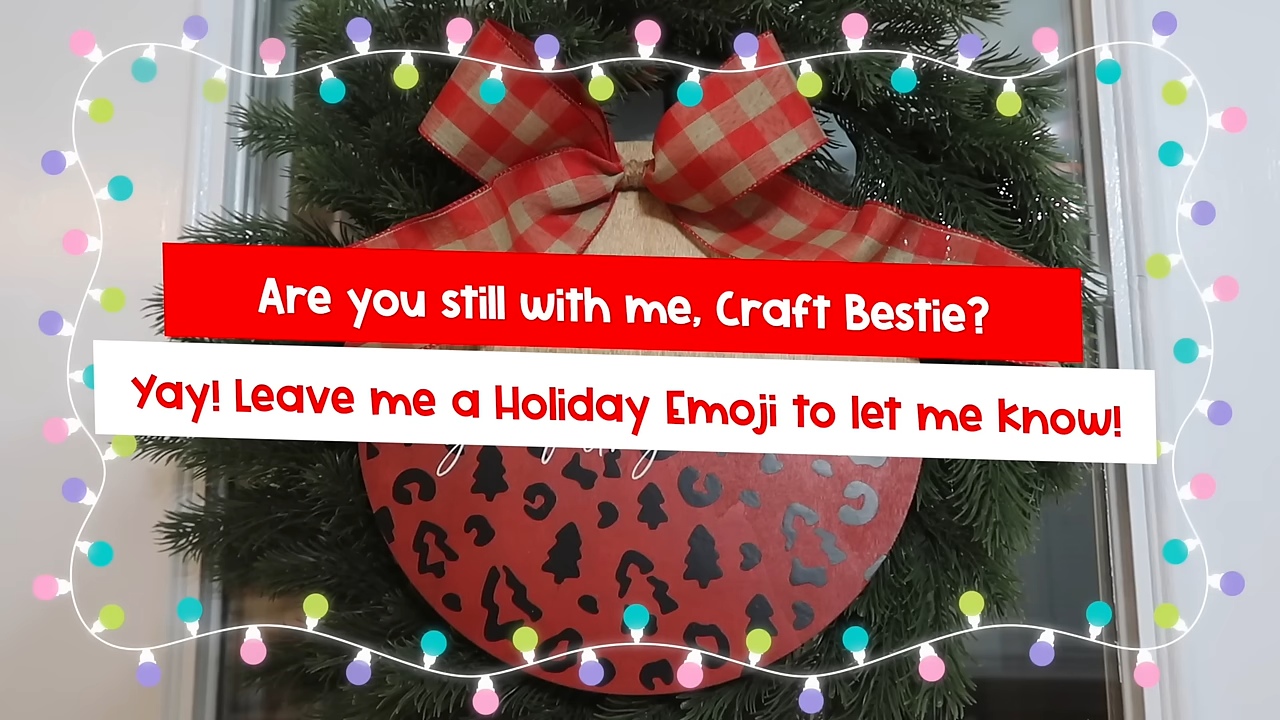 Are you still with me, Craft Bestie?
Yay! Leave me a Holiday Emoji to let me know!